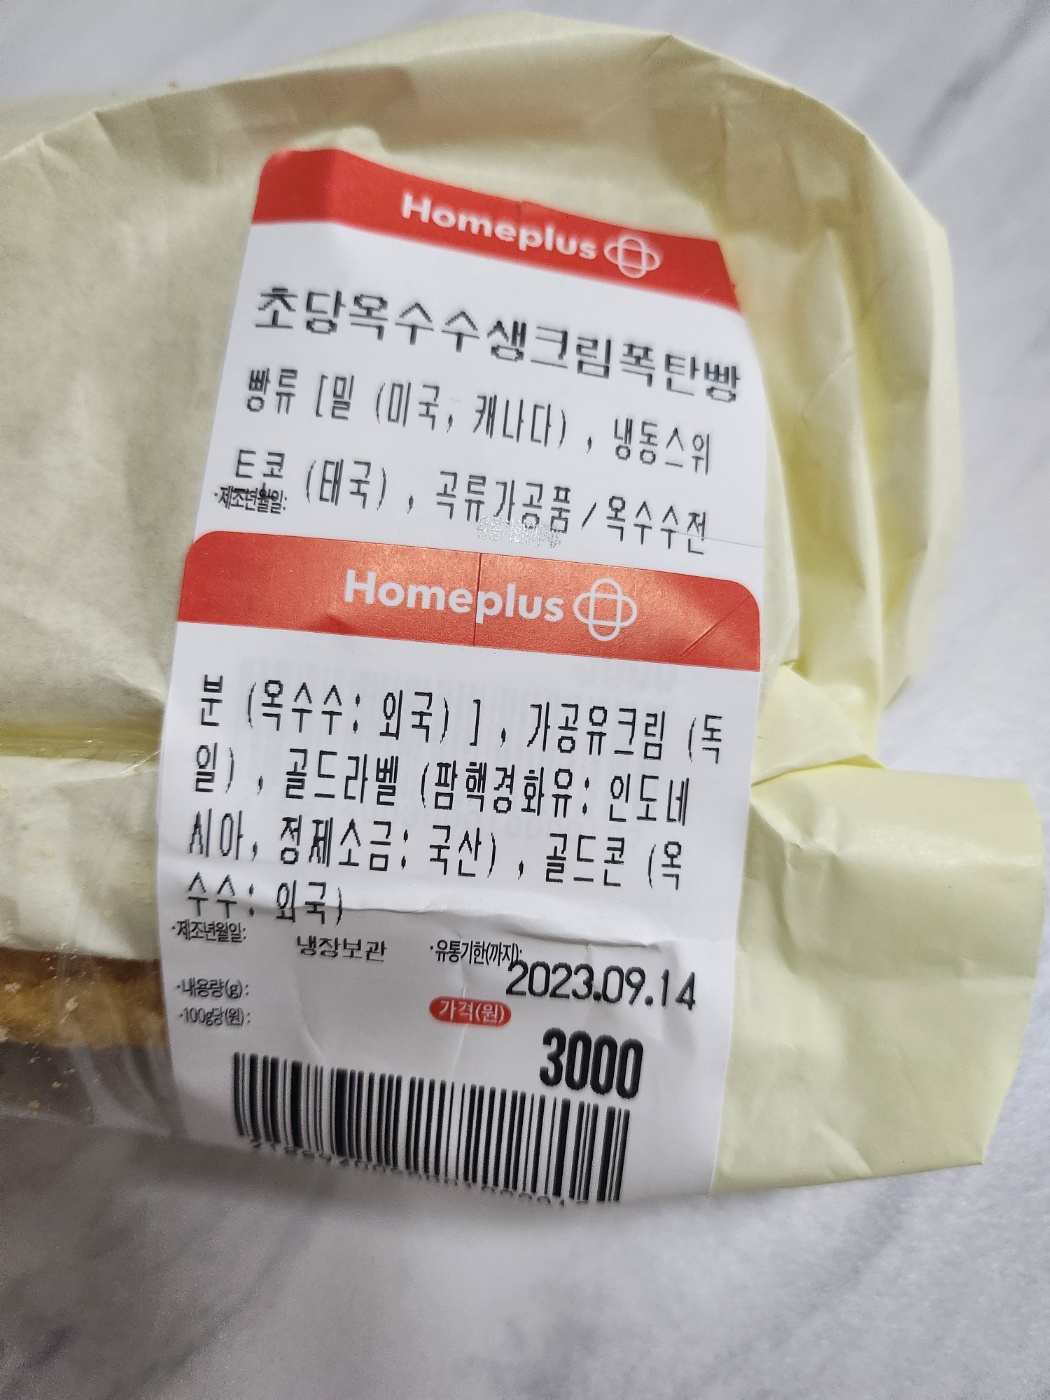 Homeplus
초당옥수수생크림폭탄빵
빵류 [밀 (미국, 캐나다) , 냉동스위
트코 (태국) , 곡류가공품/옥수수전
·제조년월일:
Homeplus
분 (옥수수: 외국) ] , 가공유크림 (독
일) , 골드라벨 (팜핵경화유: 인도네
시아, 정제소금: 국산) , 골드콘 (옥
수수: 외국)
·제조년월일: 냉장보관 ·유통기한(까지):
2023.09.14
·내용량(g): 가격(원)
·100g당(원):
3000